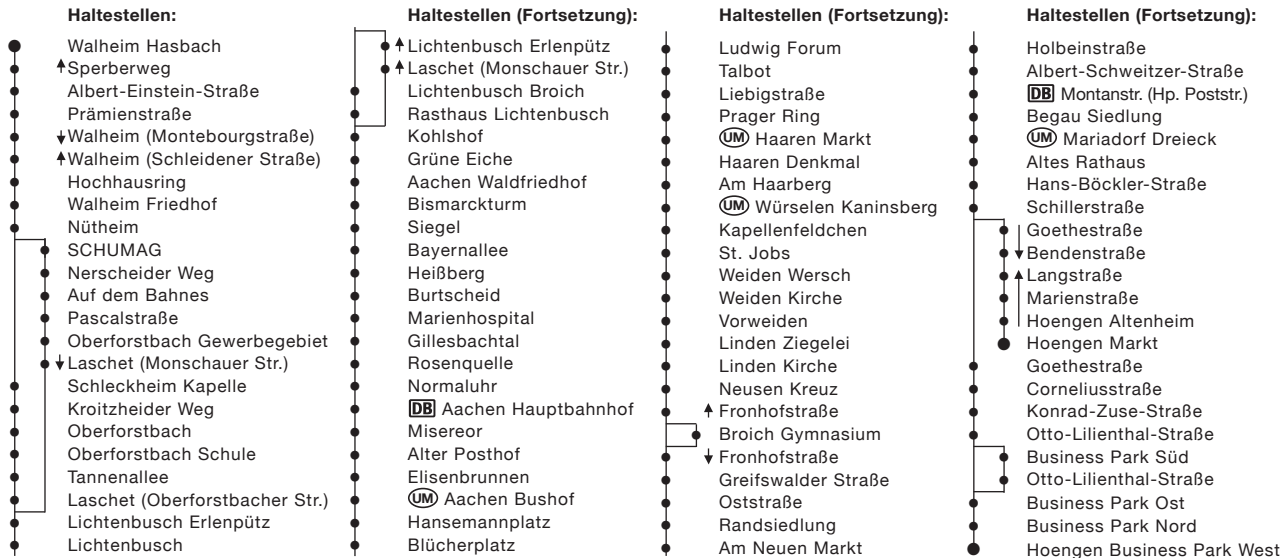 Haltestellen:
Walheim Hasbach
Sperberweg
Albert-Einstein-Straße
Prämienstraße
Walheim (Montebourgstraße)
Walheim (Schleidener Straße)
Hochhausring
Walheim Friedhof
Nütheim
SCHUMAG
Nerscheider Weg
Auf dem Bahnes
Pascalstraße
Oberforstbach Gewerbegebiet
Laschet (Monschauer Str.)
Schleckheim Kapelle
Kroitzheider Weg
Oberforstbach
Oberforstbach Schule
Tannenallee
Laschet (Oberforstbacher Str.)
Lichtenbusch Erlenpütz
Lichtenbusch
Haltestellen (Fortsetzung):
Lichtenbusch Erlenpütz
Laschet (Monschauer Str.)
Lichtenbusch Broich
Rasthaus Lichtenbusch
Kohlshof
Grüne Eiche
Aachen Waldfriedhof
Bismarckturm
Siegel
Bayernallee
Heißberg
Burtscheid
Marienhospital
Gillesbachtal
Rosenquelle
Normaluhr
DB Aachen Hauptbahnhof
Misereor
Alter Posthof
Elisenbrunnen
UM Aachen Bushof
Hansemannplatz
Blücherplatz
Haltestellen (Fortsetzung):
Ludwig Forum
Talbot
Liebigstraße
Prager Ring
UM Haaren Markt
Haaren Denkmal
Am Haarberg
UM Würselen Kaninsberg
Kapellenfeldchen
St. Jobs
Weiden Wersch
Weiden Kirche
Vorweiden
Linden Ziegelei
Linden Kirche
Neusen Kreuz
Fronhofstraße
Broich Gymnasium
Fronhofstraße
Greifswalder Straße
Oststraße
Randsiedlung
Am Neuen Markt
Haltestellen (Fortsetzung):
Holbeinstraße
Albert-Schweitzer-Straße
DB Montanstr. (Hp. Poststr.)
Begau Siedlung
UM Mariadorf Dreieck
Altes Rathaus
Hans-Böckler-Straße
Schillerstraße
Goethestraße
Bendenstraße
Langstraße
Marienstraße
Hoengen Altenheim
Hoengen Markt
Goethestraße
Corneliusstraße
Konrad-Zuse-Straße
Otto-Lilienthal-Straße
Business Park Süd
Otto-Lilienthal-Straße
Business Park Ost
Business Park Nord
Hoengen Business Park West